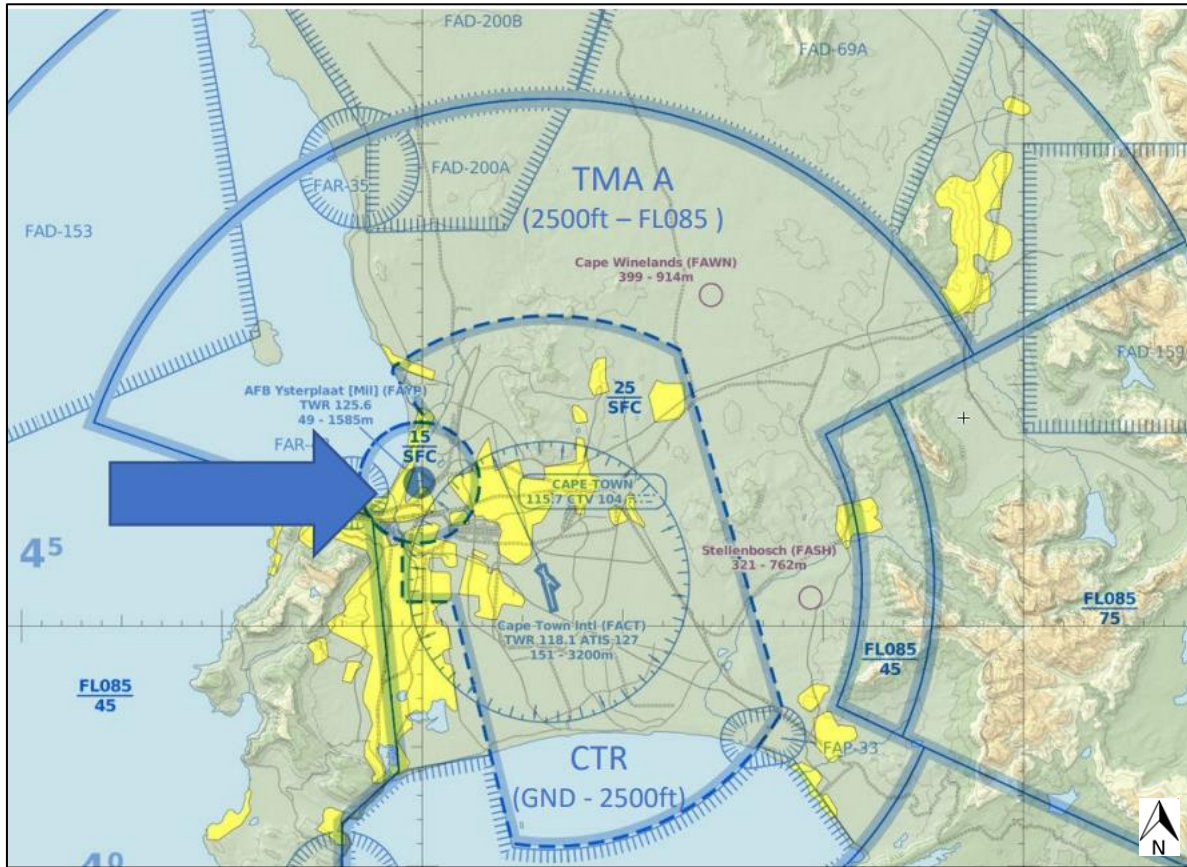 FAD-200B
FAD-69A
FAR-35
FAD-200A
TMA A
(2500ft – FL085 )
FAD-153
Cape Winelands (FAWN)
399 - 914m
FAD-159
AFB Ysterplaat [Mil] (FAYP)
TWR 125.6
49 - 1585m
25
SFC
15
SFC
CAPE TOWN
115.7 CTV 104
45
Stellenbosch (FASH)
321 - 762m
Cape Town Intl (FACT)
TWR 118.1 ATIS 127
151 - 3200m
FL085
75
FL085
45
FL085
45
FAP-33
CTR
(GND - 2500ft)
N